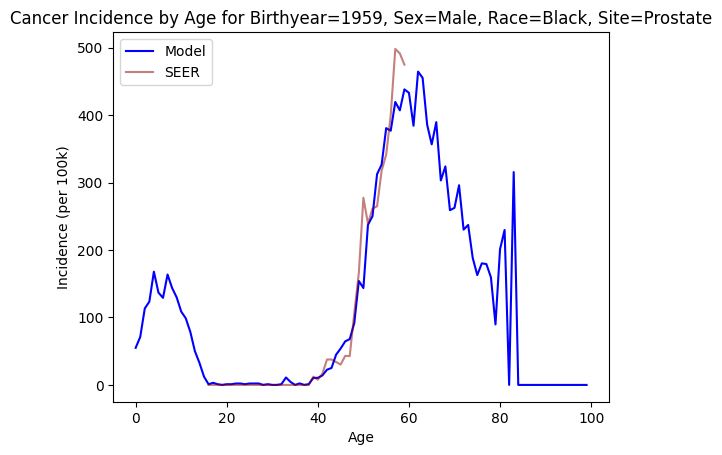 Cancer Incidence by Age for Birthyear=1959, Sex=Male, Race=Black, Site=Prostate
Model
SEER
500
400
300
200
100
0
Incidence (per 100k)
0 20 40 60 80 100
Age